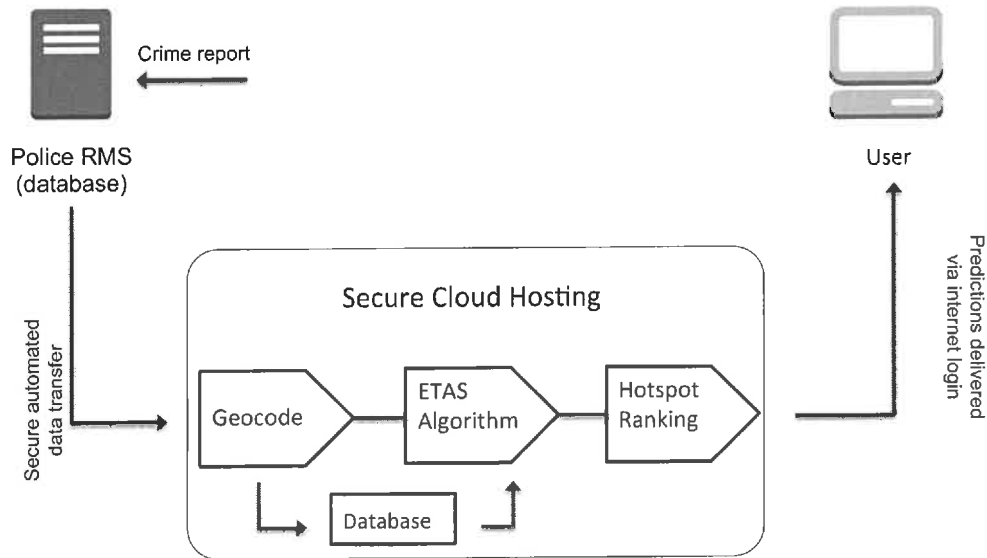 Crime report
Police RMS
(database)
User
Secure automated
data transfer
Secure Cloud Hosting
Geocode
ETAS
Algorithm
Hotspot
Ranking
Database
Predictions delivered
via internet login